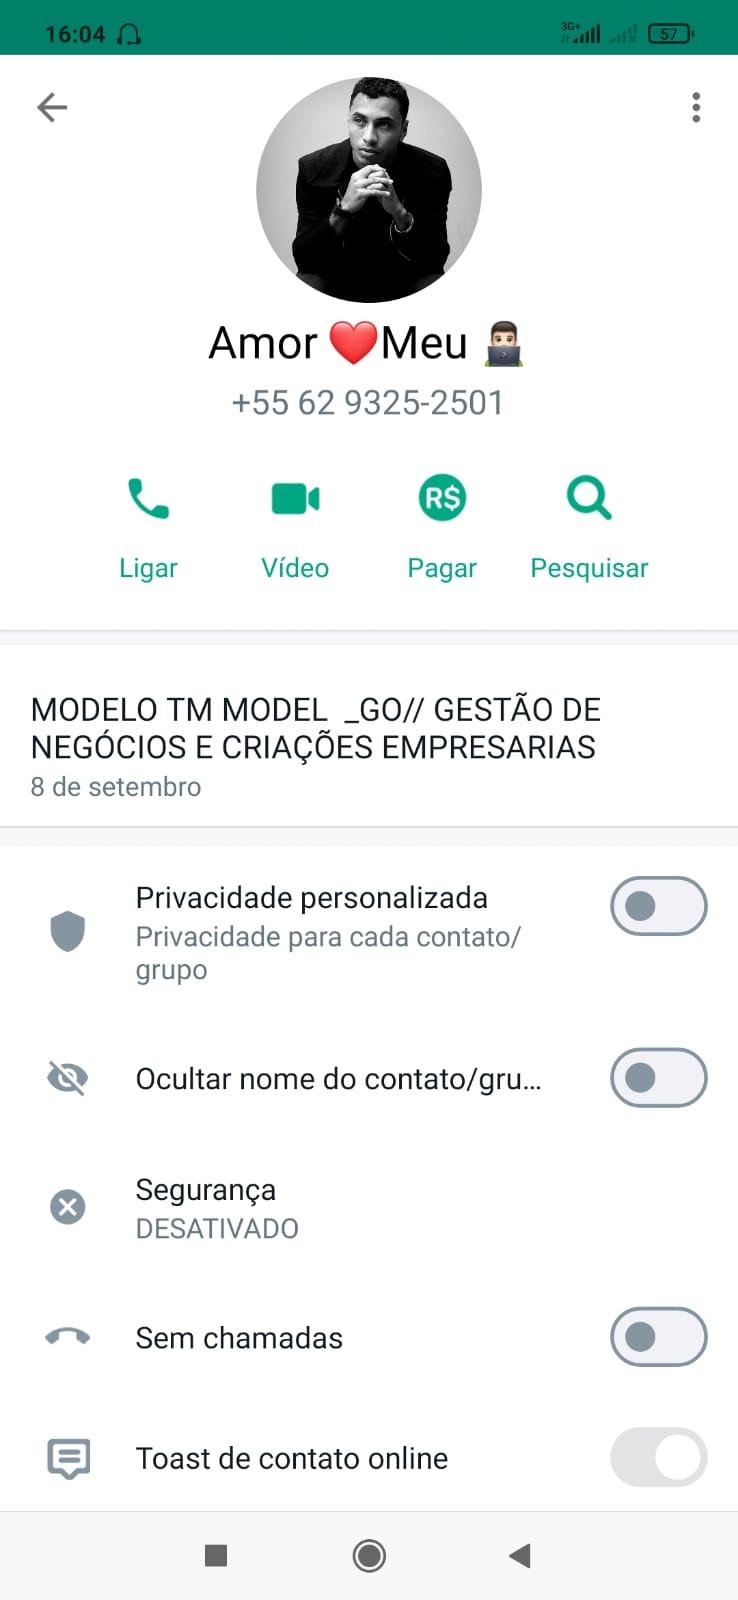 16:04
3G+
57
Amor ❤️Meu 👨🏻‍💻
+55 62 9325-2501
Ligar Vídeo R$ Pagar Pesquisar
MODELO TM MODEL _GO// GESTÃO DE
NEGÓCIOS E CRIAÇÕES EMPRESARIAS
8 de setembro
Privacidade personalizada
Privacidade para cada contato/
grupo
Ocultar nome do contato/gru...
Segurança
DESATIVADO
Sem chamadas
Toast de contato online